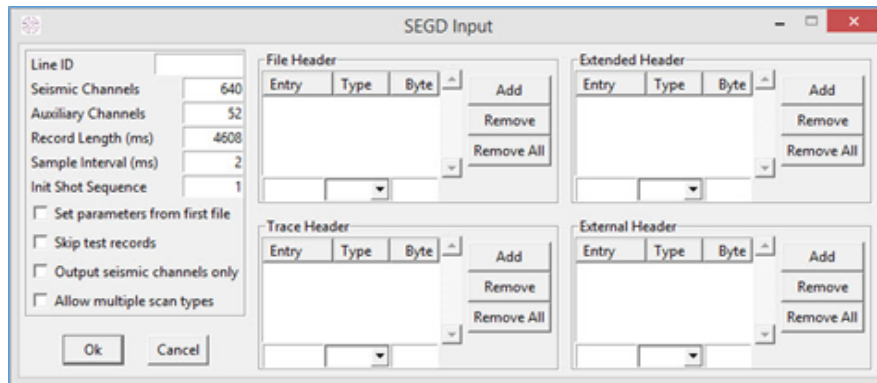 SEGD Input
Line ID
Seismic Channels 640
Auxiliary Channels 52
Record Length (ms) 4608
Sample Interval (ms) 2
Init Shot Sequence 1
Set parameters from first file
Skip test records
Output seismic channels only
Allow multiple scan types
Ok Cancel
File Header
Entry Type Byte
Add
Remove
Remove All
Extended Header
Entry Type Byte
Add
Remove
Remove All
Trace Header
Entry Type Byte
Add
Remove
Remove All
External Header
Entry Type Byte
Add
Remove
Remove All